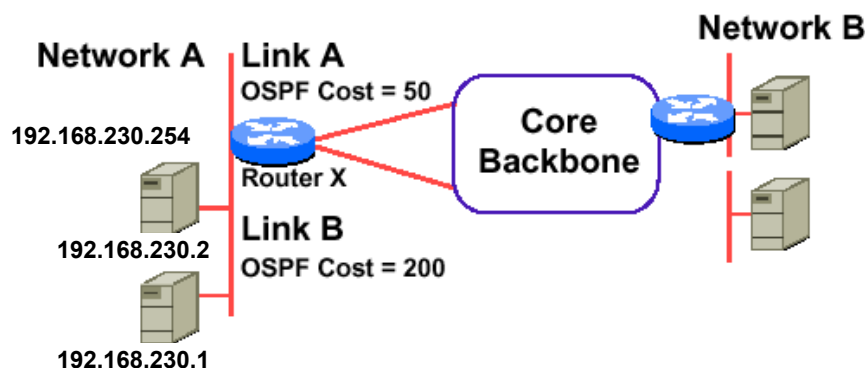 Network A
Link A
OSPF Cost = 50
Network B
192.168.230.254
Core
Backbone
Router X
192.168.230.2
Link B
OSPF Cost = 200
192.168.230.1